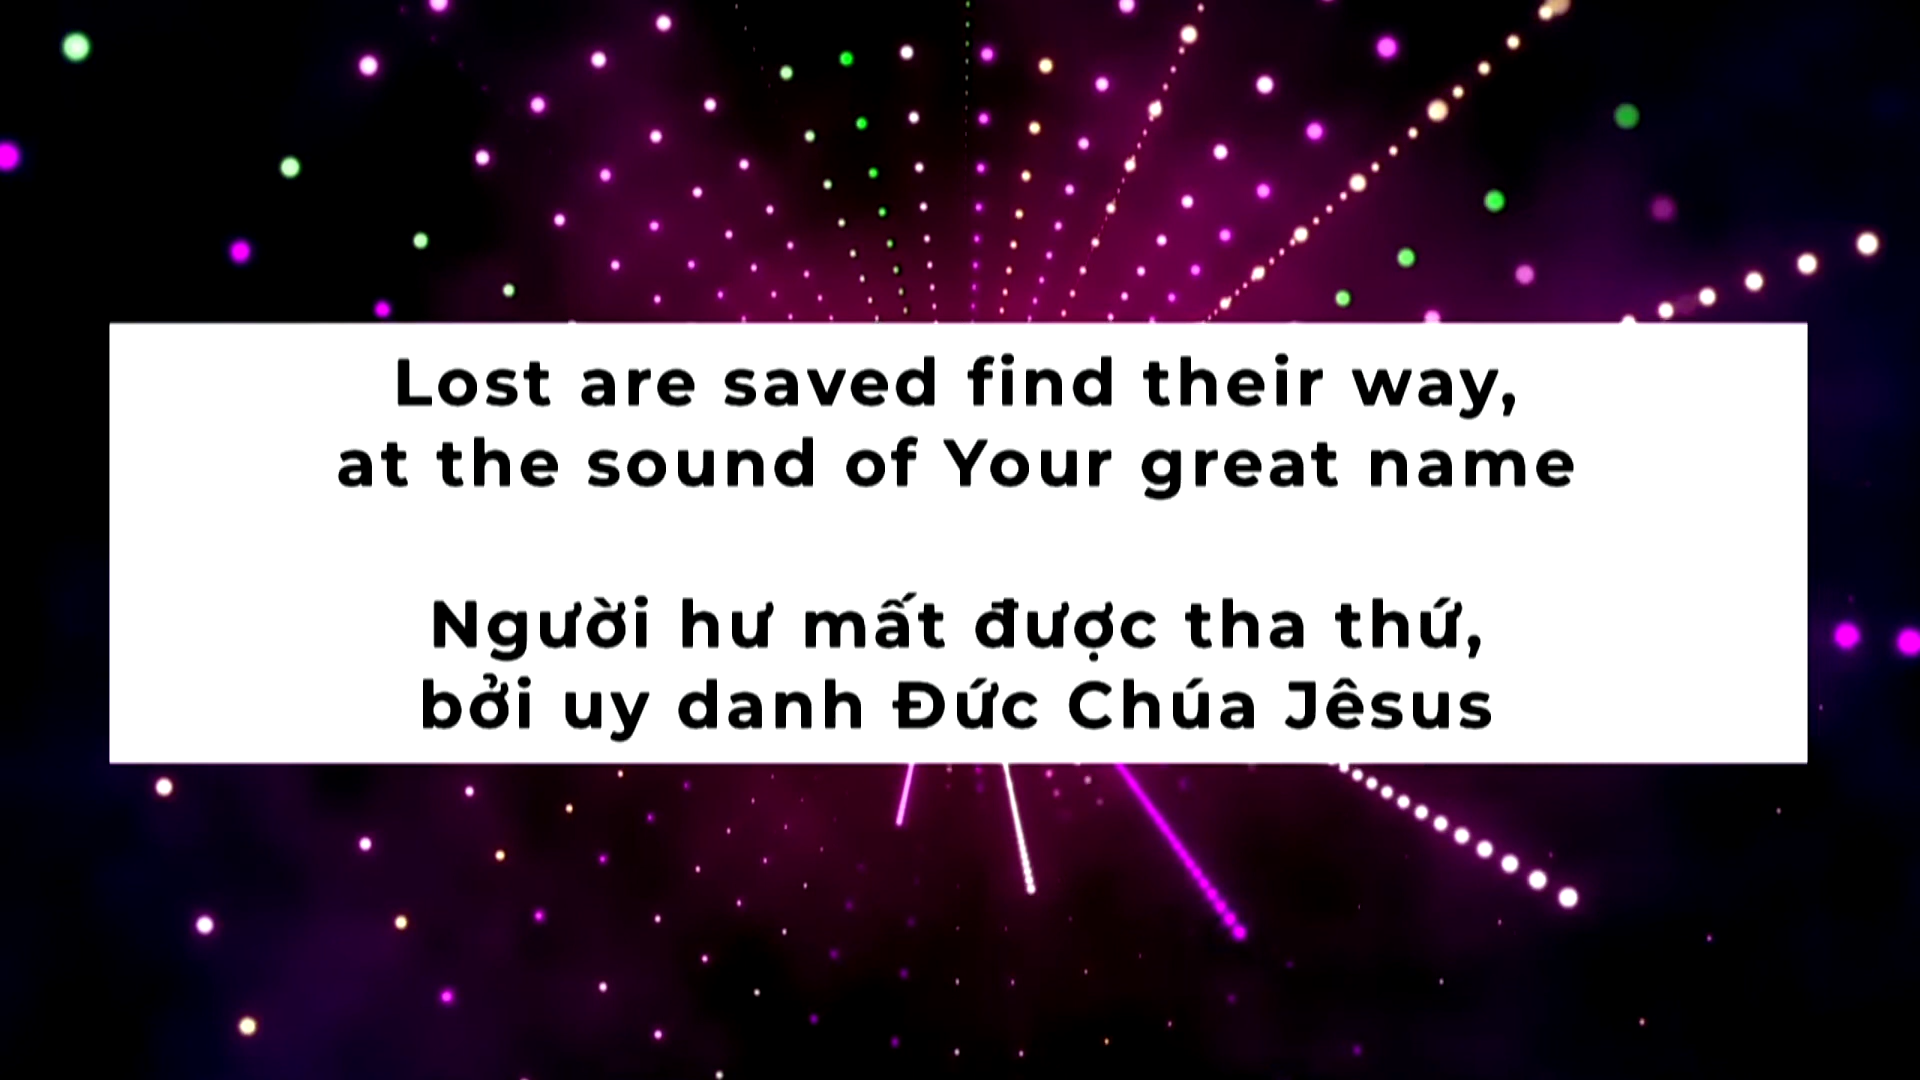 Lost are saved find their way,
at the sound of Your great name
Người hư mất được tha thứ,
bởi uy danh Đức Chúa Jêsus